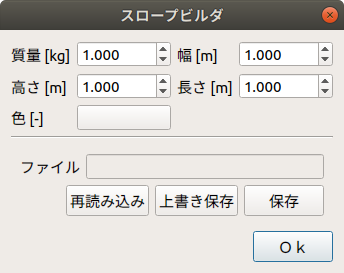 スロープビルダ
質量 [kg] 1.000 幅 [m] 1.000
高さ [m] 1.000 長さ [m] 1.000
色 [-]
ファイル
再読み込み 上書き保存 保存
Ｏｋ